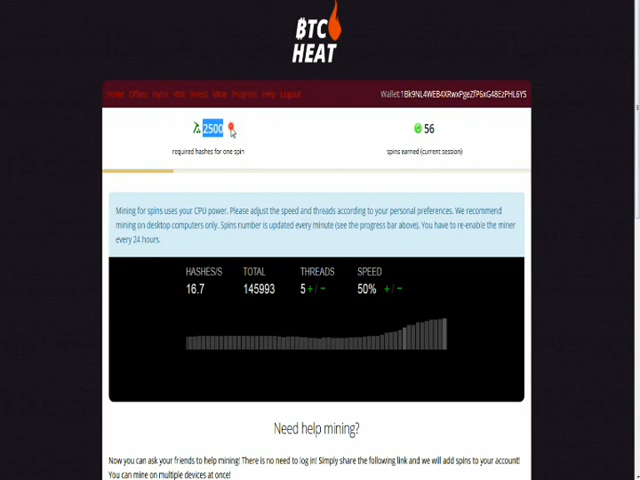 BTC
HEAT
Home Offers Invite Visit Invest Mine Progress Help Logout
Wallet:
2500
56
required hashes for one spin
spins earned (current session)
Mining for spins uses your CPU power. Please adjust the speed and threads according to your personal preferences. We recommend
mining on desktop computers only. Spins number is updated every minute (see the progress bar above). You have to re-enable the miner
every 24 hours.
HASHES/S TOTAL THREADS SPEED
16.7 145993 5 + / - 50% + / -
Need help mining?
Now you can ask your friends to help mining! There is no need to log in! Simply share the following link and we will add spins to your account!
You can mine on multiple devices at once!